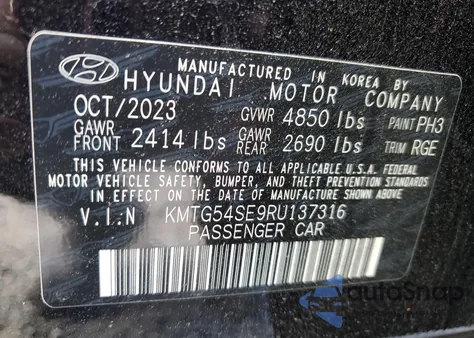 MANUFACTURED IN KOREA BY
HYUNDAI MOTOR COMPANY
OCT/2023 GVWR 4850 lbs PAINT PH3
GAWR FRONT 2414 lbs GAWR REAR 2690 lbs TRIM RGE
THIS VEHICLE CONFORMS TO ALL APPLICABLE U.S.A. FEDERAL
MOTOR VEHICLE SAFETY, BUMPER, AND THEFT PREVENTION STANDARDS
IN EFFECT ON THE DATE OF MANUFACTURE SHOWN ABOVE.
V.I.N KMTG54SE9RU137316
PASSENGER CAR
autoSnap